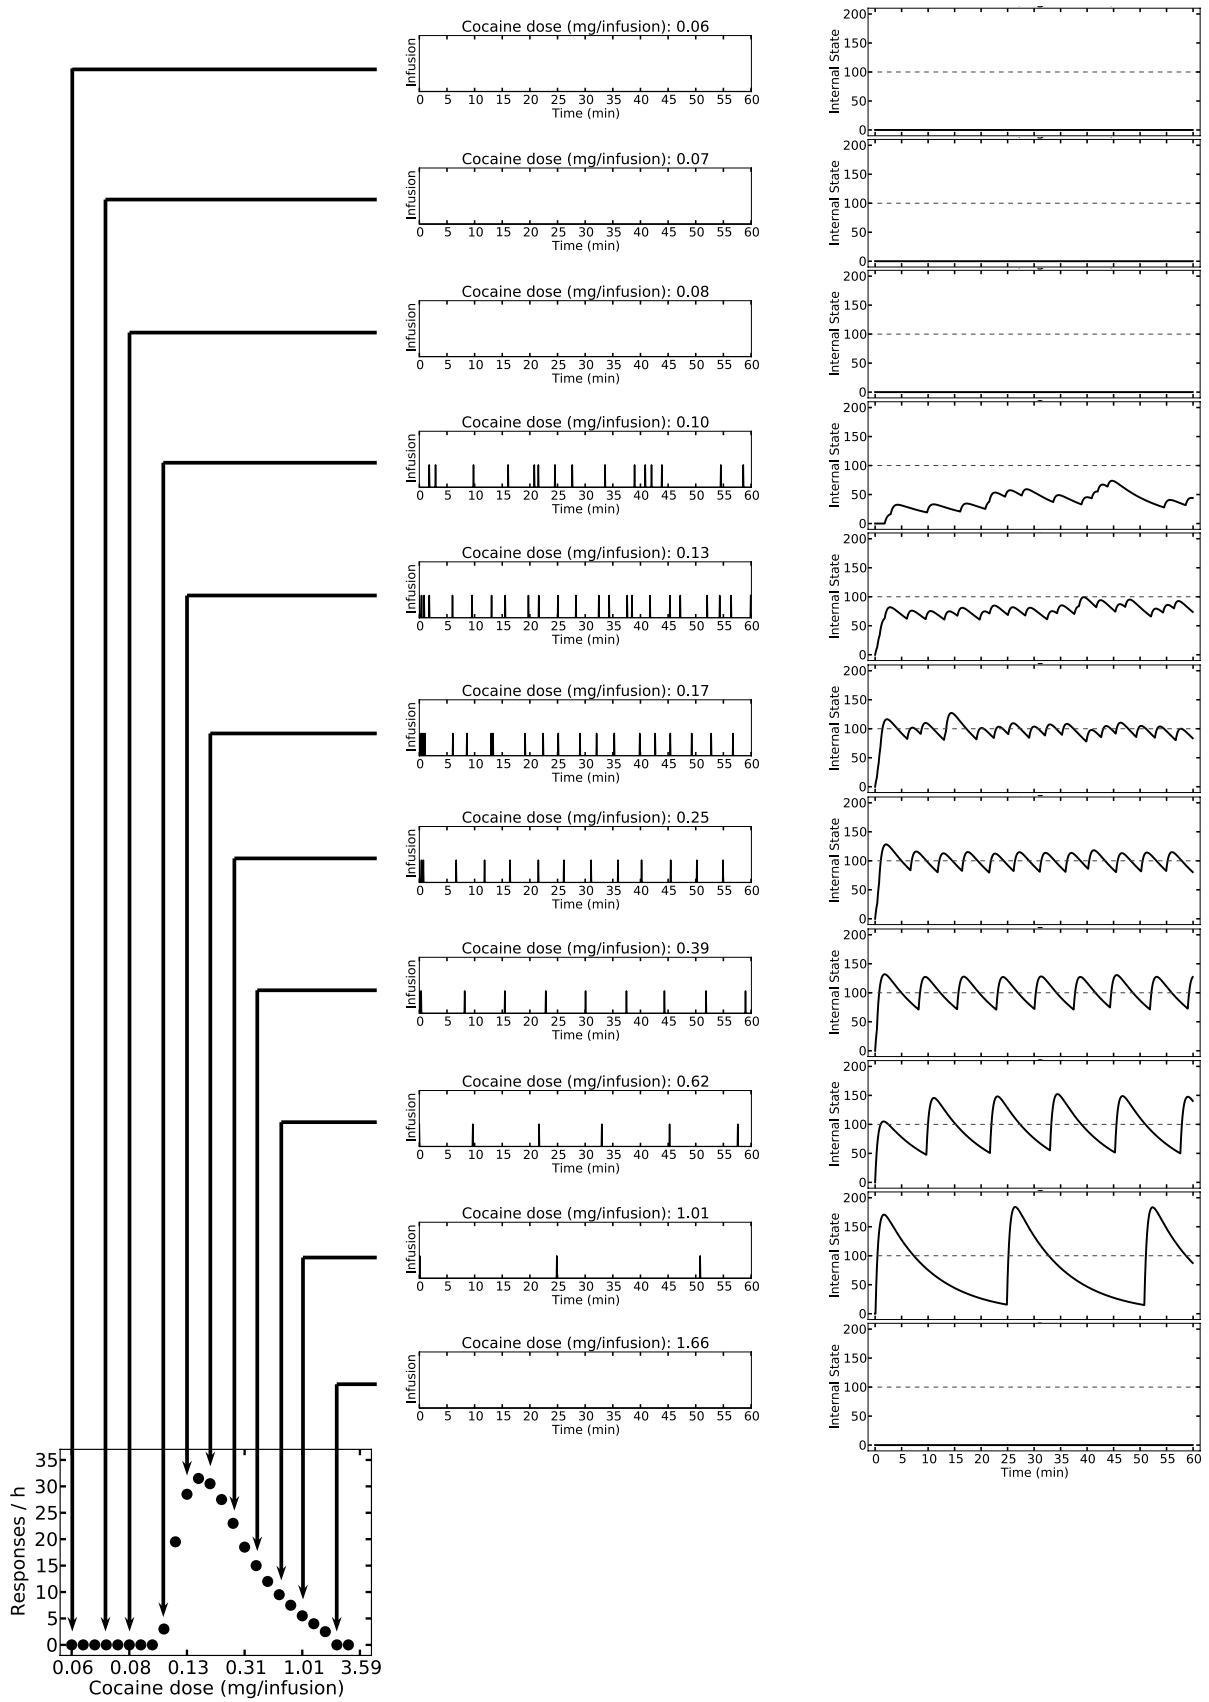 Cocaine dose (mg/infusion): 0.06
Infusion
0 5 10 15 20 25 30 35 40 45 50 55 60
Time (min)
200
150
100
50
0
Internal State
Cocaine dose (mg/infusion): 0.07
Infusion
0 5 10 15 20 25 30 35 40 45 50 55 60
Time (min)
200
150
100
50
0
Internal State
Cocaine dose (mg/infusion): 0.08
Infusion
0 5 10 15 20 25 30 35 40 45 50 55 60
Time (min)
200
150
100
50
0
Internal State
Cocaine dose (mg/infusion): 0.10
Infusion
0 5 10 15 20 25 30 35 40 45 50 55 60
Time (min)
200
150
100
50
0
Internal State
Cocaine dose (mg/infusion): 0.13
Infusion
0 5 10 15 20 25 30 35 40 45 50 55 60
Time (min)
200
150
100
50
0
Internal State
Cocaine dose (mg/infusion): 0.17
Infusion
0 5 10 15 20 25 30 35 40 45 50 55 60
Time (min)
200
150
100
50
0
Internal State
Cocaine dose (mg/infusion): 0.25
Infusion
0 5 10 15 20 25 30 35 40 45 50 55 60
Time (min)
200
150
100
50
0
Internal State
Cocaine dose (mg/infusion): 0.39
Infusion
0 5 10 15 20 25 30 35 40 45 50 55 60
Time (min)
200
150
100
50
0
Internal State
Cocaine dose (mg/infusion): 0.62
Infusion
0 5 10 15 20 25 30 35 40 45 50 55 60
Time (min)
200
150
100
50
0
Internal State
Cocaine dose (mg/infusion): 1.01
Infusion
0 5 10 15 20 25 30 35 40 45 50 55 60
Time (min)
200
150
100
50
0
Internal State
Cocaine dose (mg/infusion): 1.66
Infusion
0 5 10 15 20 25 30 35 40 45 50 55 60
Time (min)
200
150
100
50
0
Internal State
0 5 10 15 20 25 30 35 40 45 50 55 60
Time (min)
35
30
25
20
15
10
5
0
Responses / h
0.06 0.08 0.13 0.31 1.01 3.59
Cocaine dose (mg/infusion)